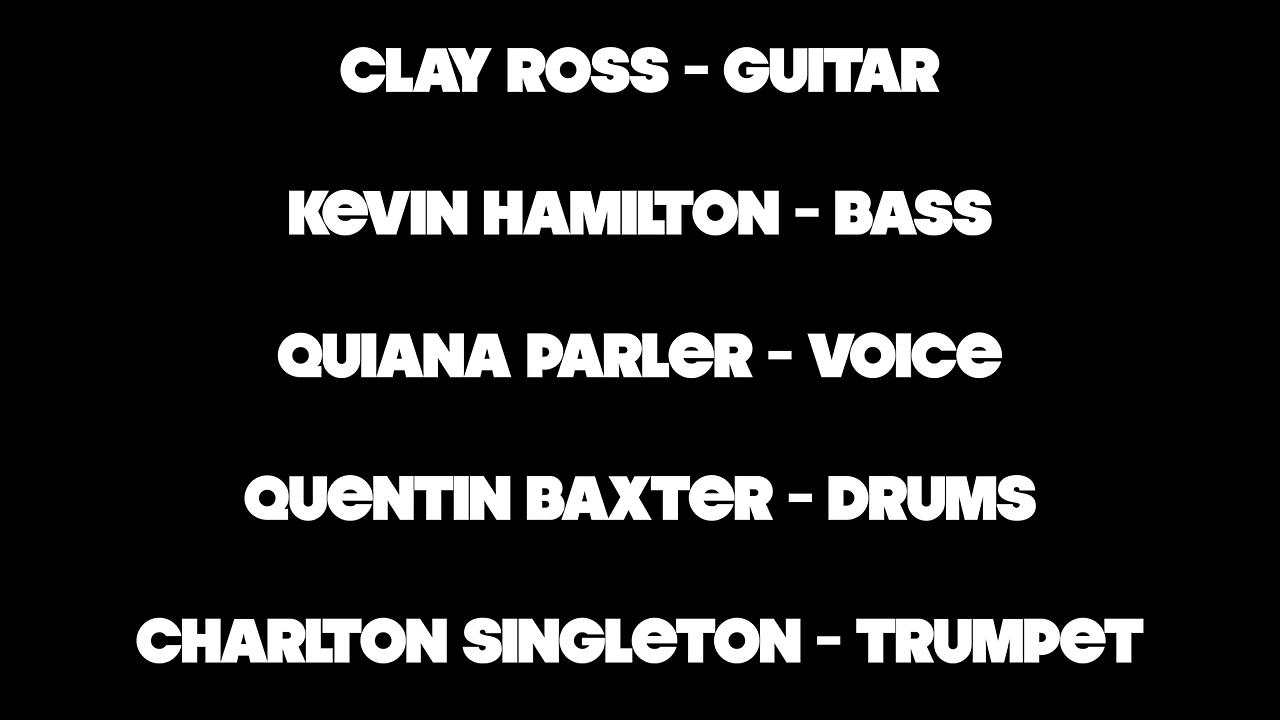 CLAY ROSS - GUITAR
KeVIN HAMILTON - BASS
QUIANA PARLeR - VOICe
QUeNTIN BAXTeR - DRUMS
CHARLTON SINGLeTON - TRUMPeT